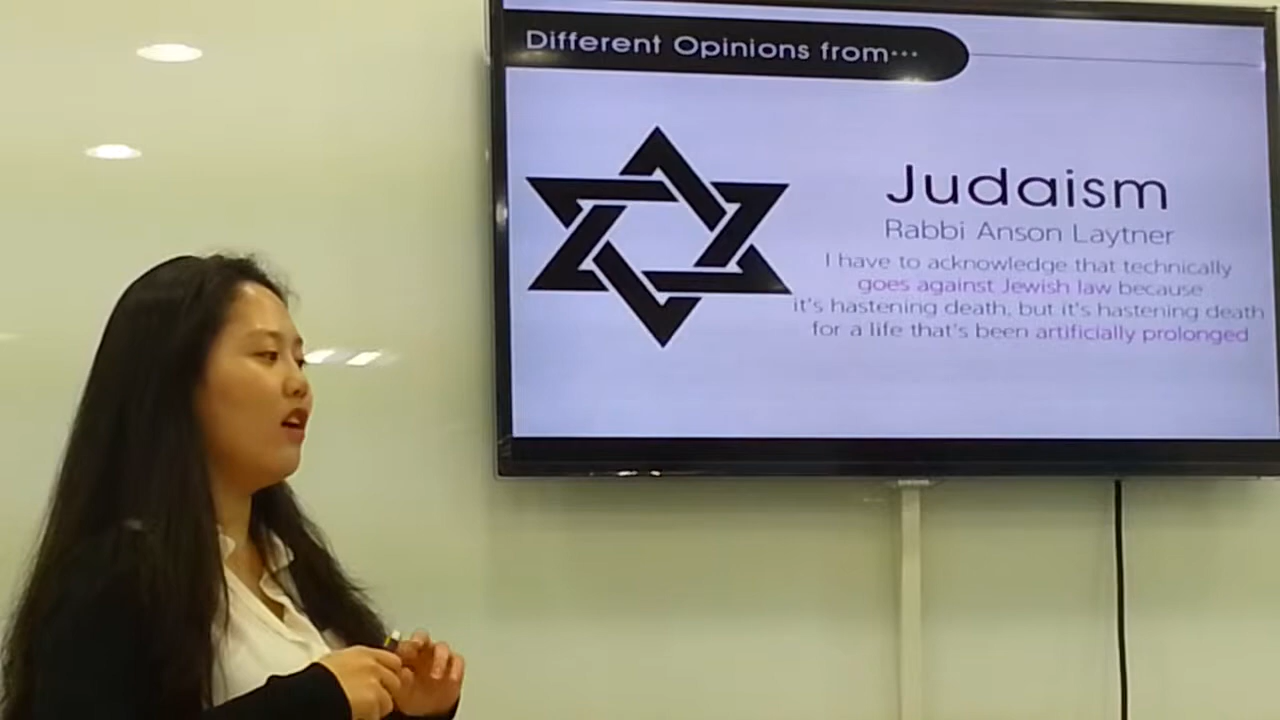 Different Opinions from···
Judaism
Rabbi Anson Laytner
I have to acknowledge that technically
goes against Jewish law because
it's hastening death, but it's hastening death
for a life that's been artificially prolonged